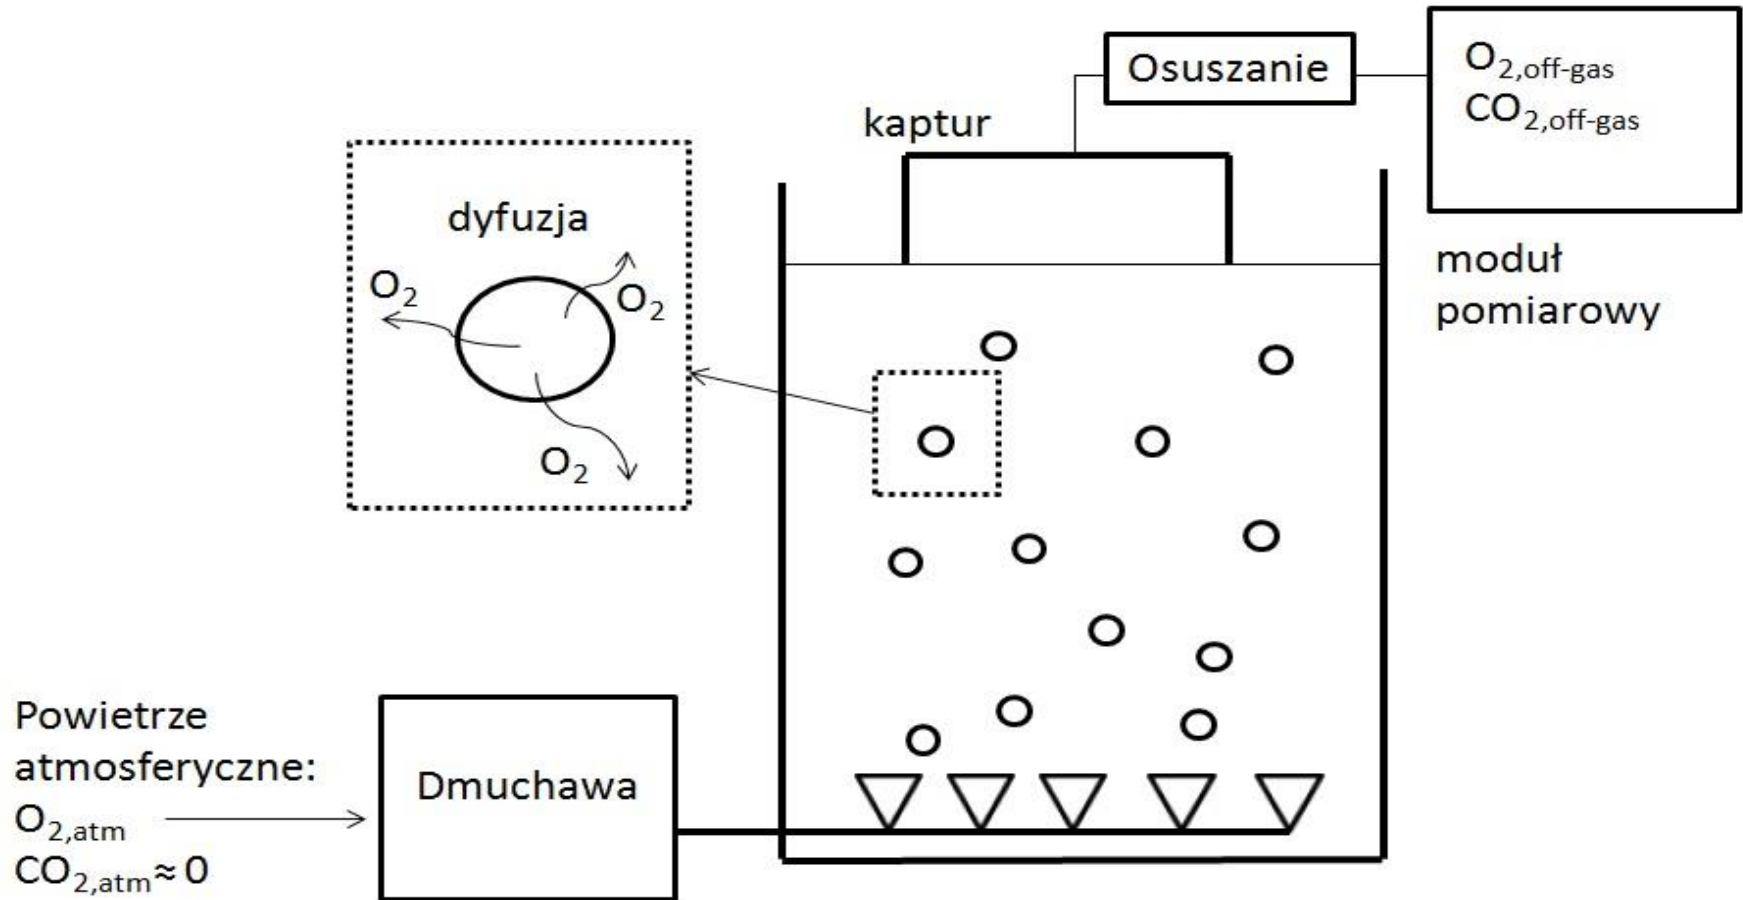 Osuszanie
O2,off-gas
CO2,off-gas
kaptur
moduł
pomiarowy
dyfuzja
O2
O2
O2
Powietrze
atmosferyczne:
O2,atm
CO2,atm≈ 0
Dmuchawa